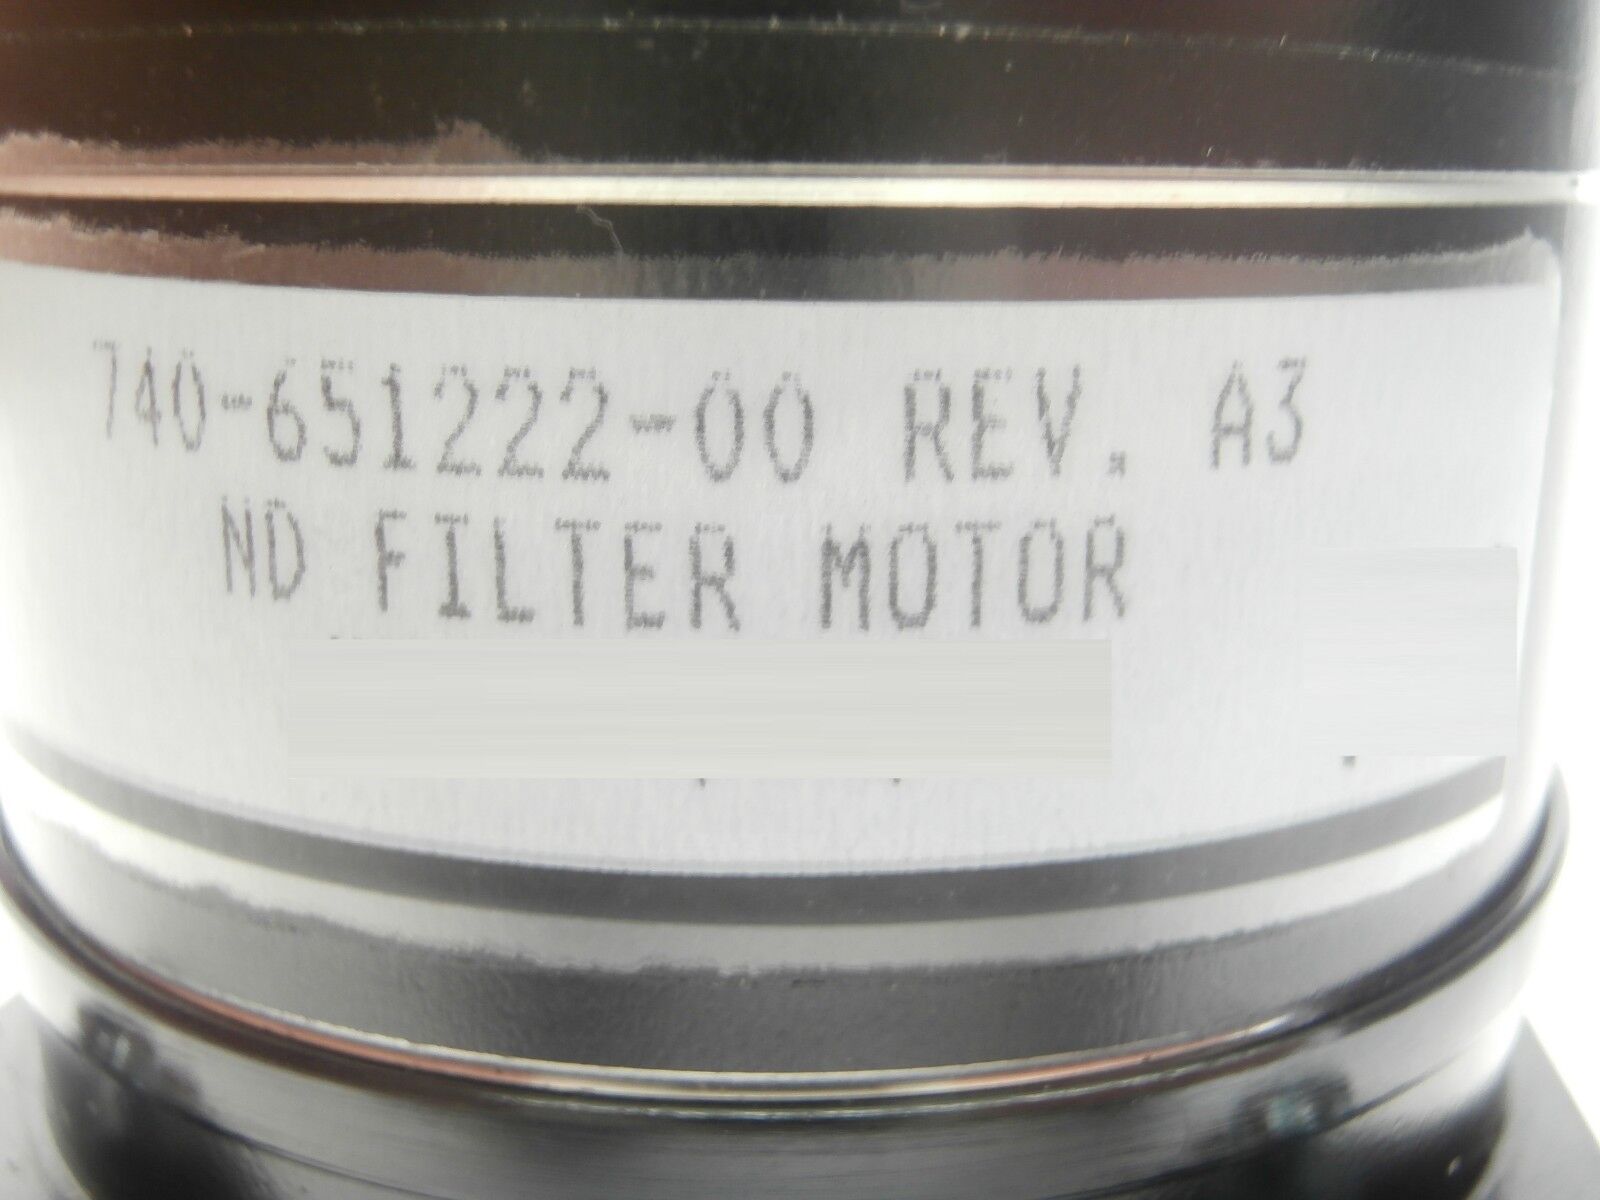 740-651222-00 REV. A3
ND FILTER MOTOR